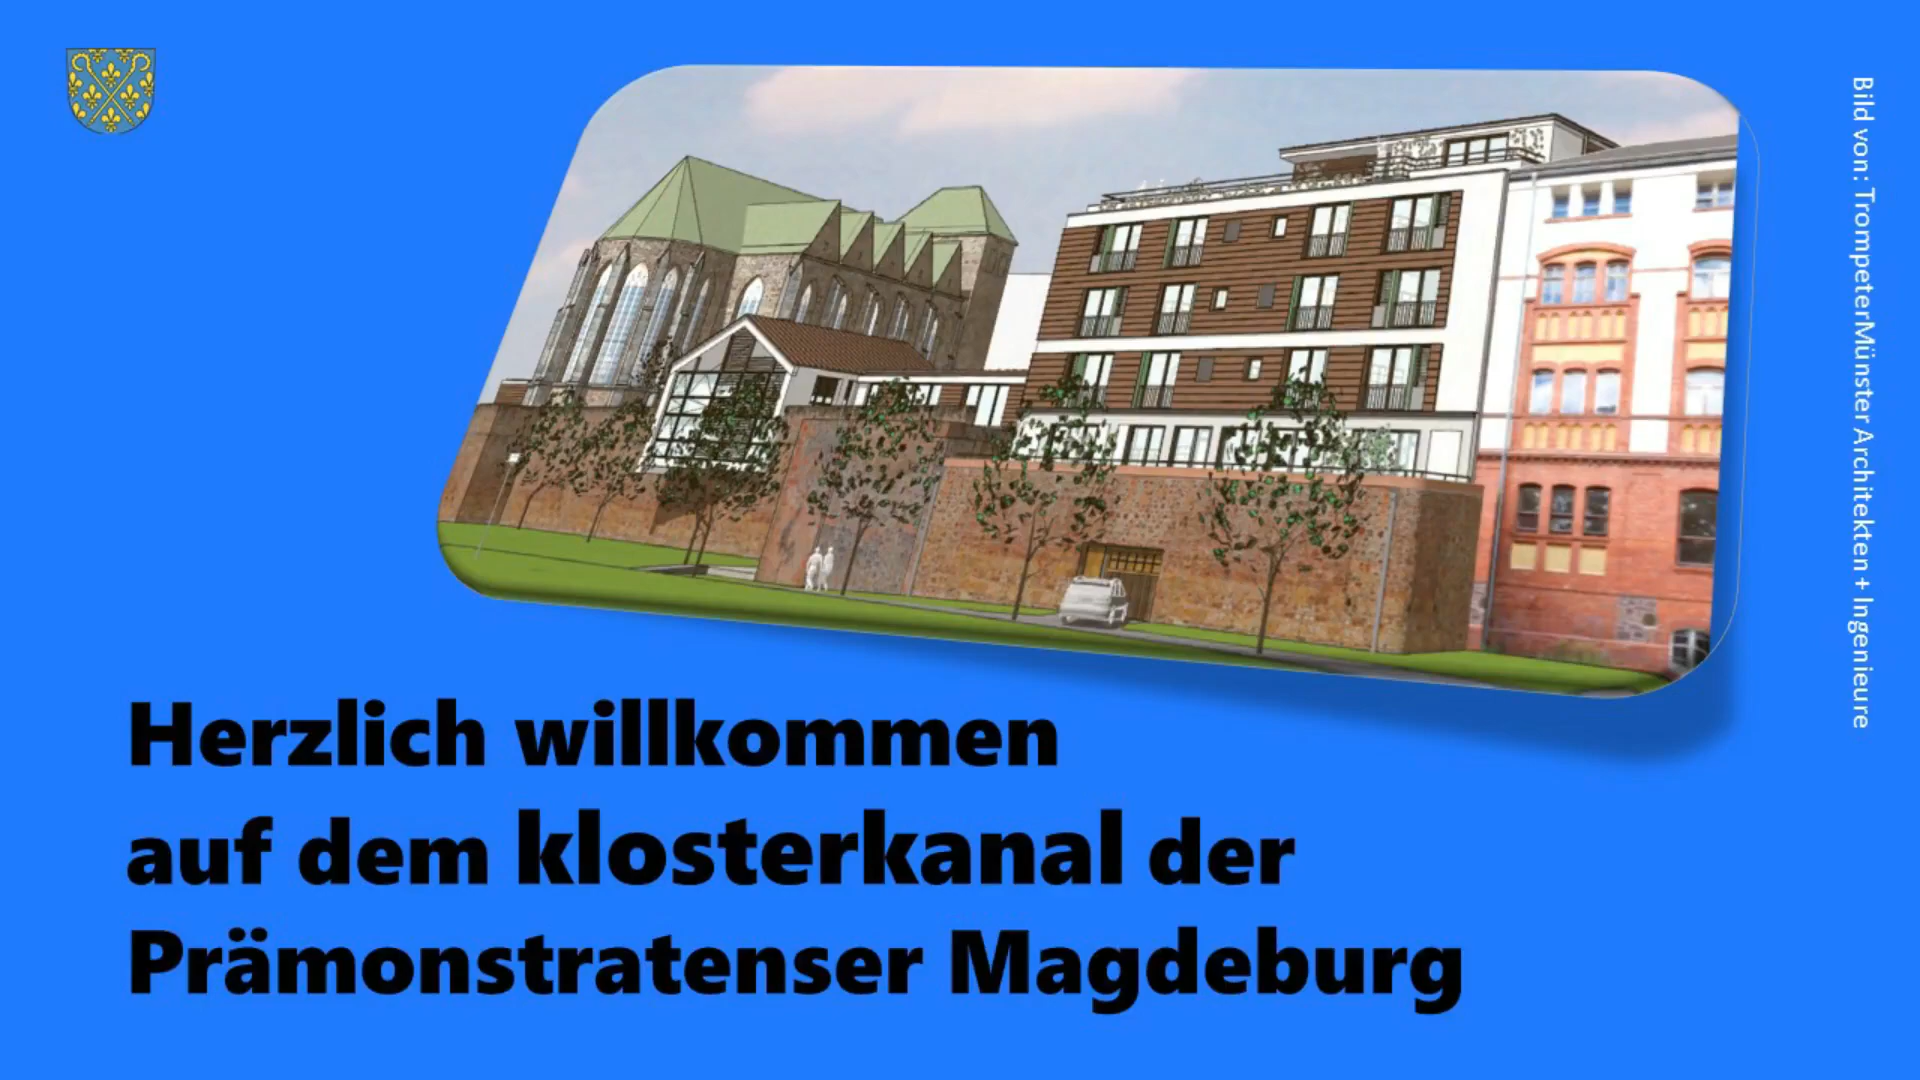 Herzlich willkommen
auf dem klosterkanal der
Prämonstratenser Magdeburg
Bild von: TrompeterMünster Architekten + Ingenieure